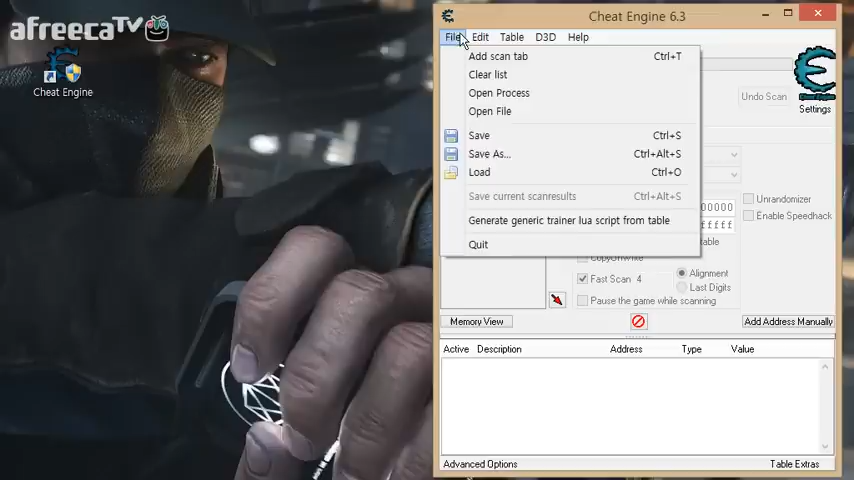 afreecaTV
Cheat Engine
Cheat Engine 6.3
File Edit Table D3D Help
Add scan tab Ctrl+T
Clear list
Open Process
Open File
Save Ctrl+S
Save As... Ctrl+Alt+S
Load Ctrl+O
Save current scanresults Ctrl+Alt+S
Generate generic trainer lua script from table
Quit
Undo Scan
Settings
Unrandomizer
Enable Speedhack
Fast Scan 4
Alignment
Last Digits
Pause the game while scanning
Memory View
Add Address Manually
Active Description Address Type Value
Advanced Options
Table Extras